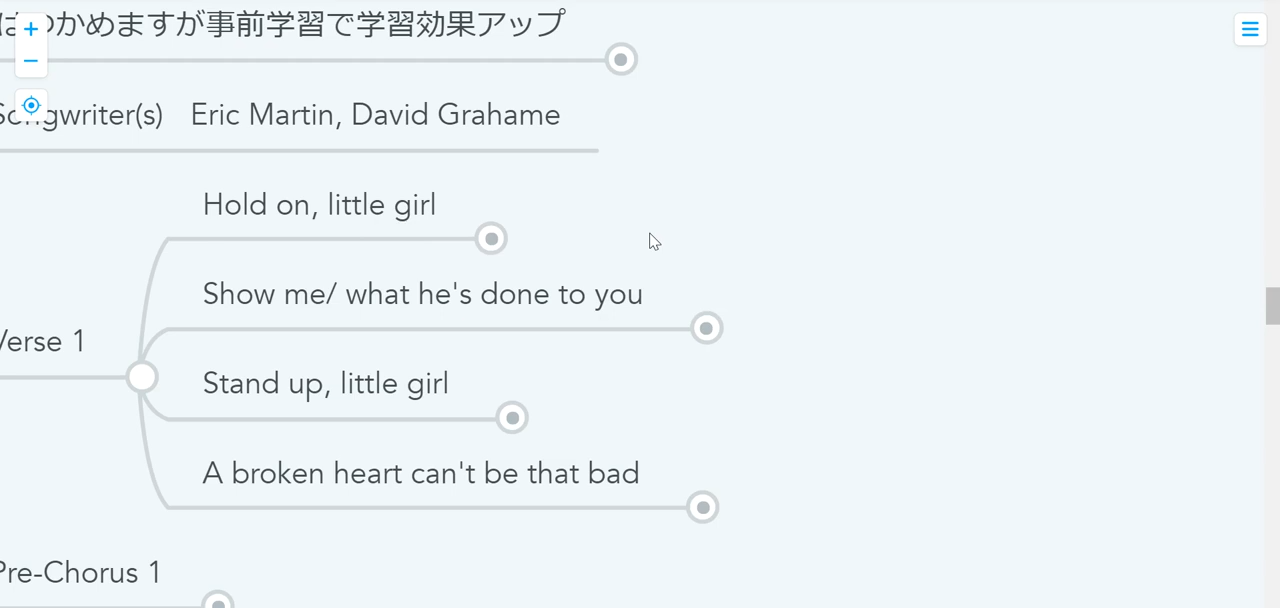 つかめますが事前学習で学習効果アップ
Songwriter(s) Eric Martin, David Grahame
Hold on, little girl
Show me/ what he's done to you
Verse 1
Stand up, little girl
A broken heart can't be that bad
Pre-Chorus 1